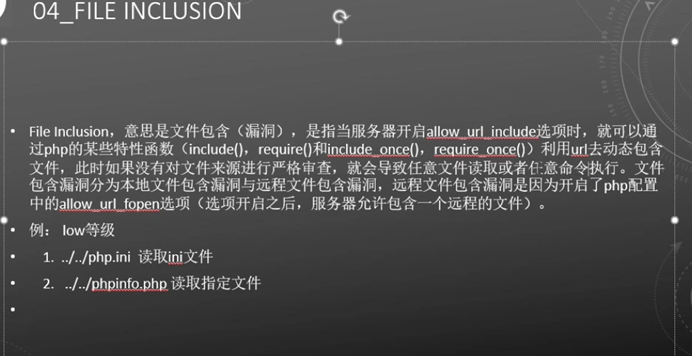 04_FILE INCLUSION
• File Inclusion，意思是文件包含（漏洞），是指当服务器开启allow_url_include选项时，就可以通
过php的某些特性函数（include()，require()和include_once()，require_once()）利用url去动态包含
文件，此时如果没有对文件来源进行严格审查，就会导致任意文件读取或者任意命令执行。文件
包含漏洞分为本地文件包含漏洞与远程文件包含漏洞，远程文件包含漏洞是因为开启了php配置
中的allow_url_fopen选项（选项开启之后，服务器允许包含一个远程的文件）。
• 例： low等级
• 1. ../../php.ini 读取ini文件
• 2. ../../phpinfo.php 读取指定文件
•